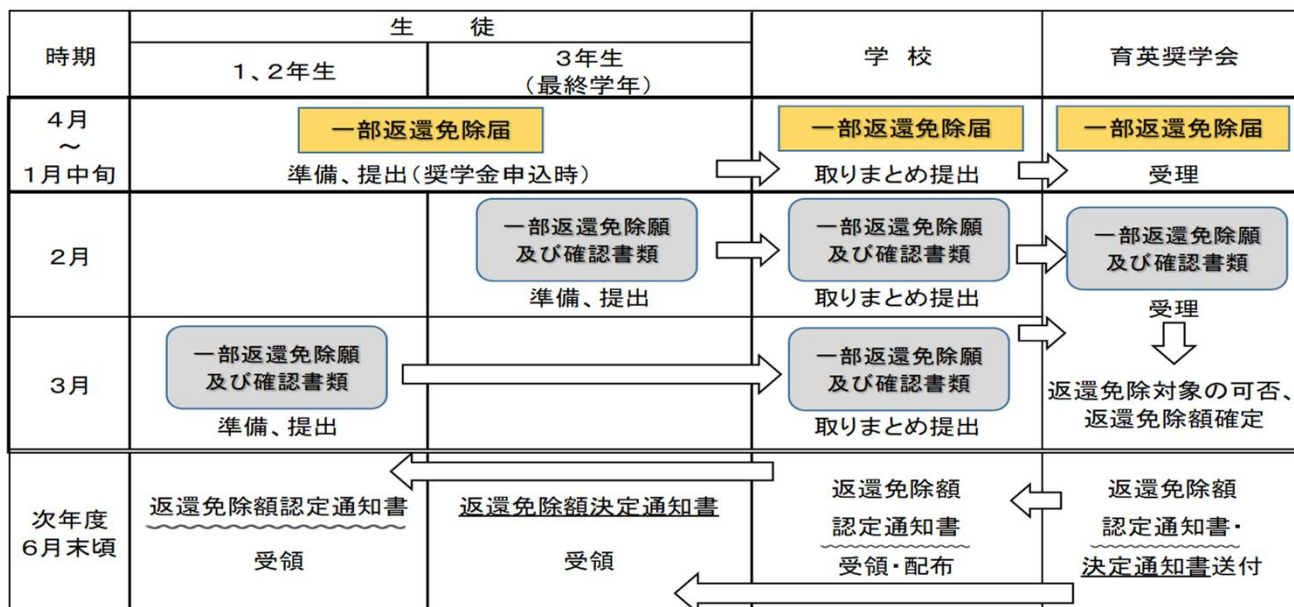 時期
生 徒
1、2年生
3年生
(最終学年)
学 校
育英奨学会
4月
~
1月中旬
一部返還免除届
準備、提出(奨学金申込時)
一部返還免除届
取りまとめ提出
一部返還免除届
受理
2月
一部返還免除願
及び確認書類
準備、提出
一部返還免除願
及び確認書類
取りまとめ提出
一部返還免除願
及び確認書類
受理
3月
一部返還免除願
及び確認書類
準備、提出
一部返還免除願
及び確認書類
取りまとめ提出
返還免除対象の可否、
返還免除額確定
次年度
6月末頃
返還免除額認定通知書
受領
返還免除額決定通知書
受領
返還免除額
認定通知書
受領・配布
返還免除額
認定通知書・
決定通知書送付